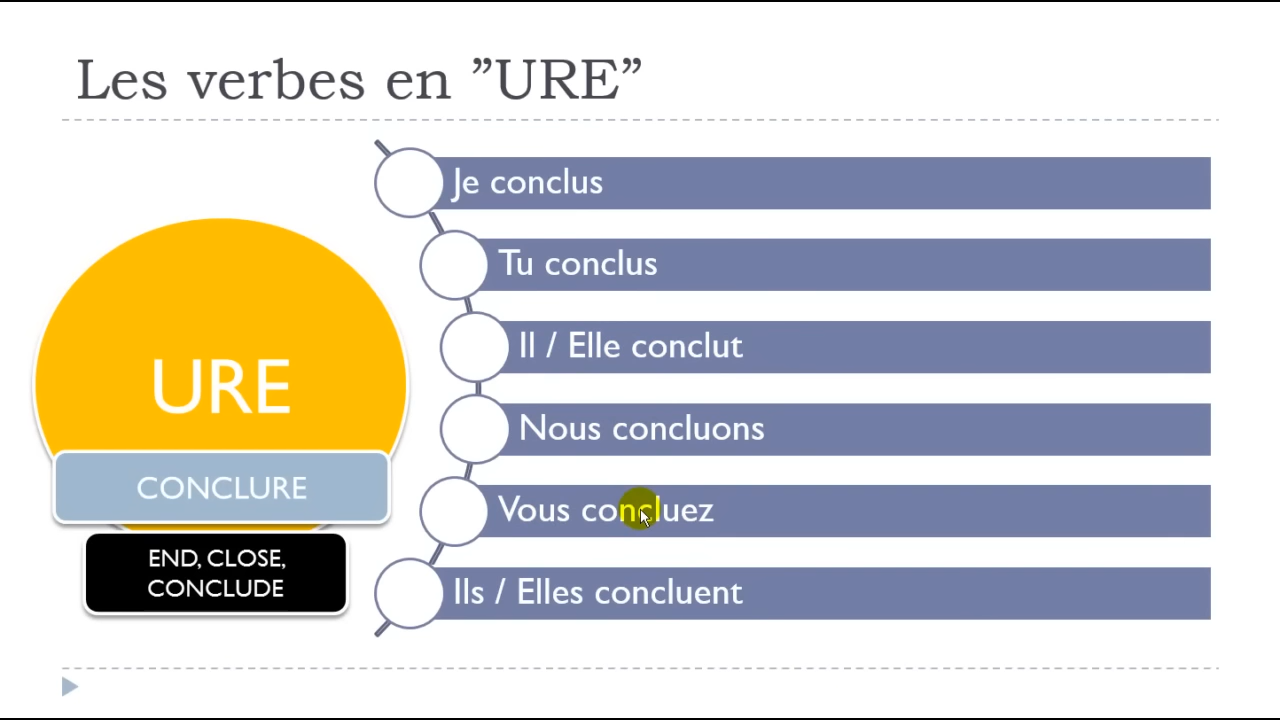 Les verbes en ”URE”
Je conclus
Tu conclus
Il / Elle conclut
Nous concluons
Vous concluez
Ils / Elles concluent
URE
CONCLURE
END, CLOSE,
CONCLUDE